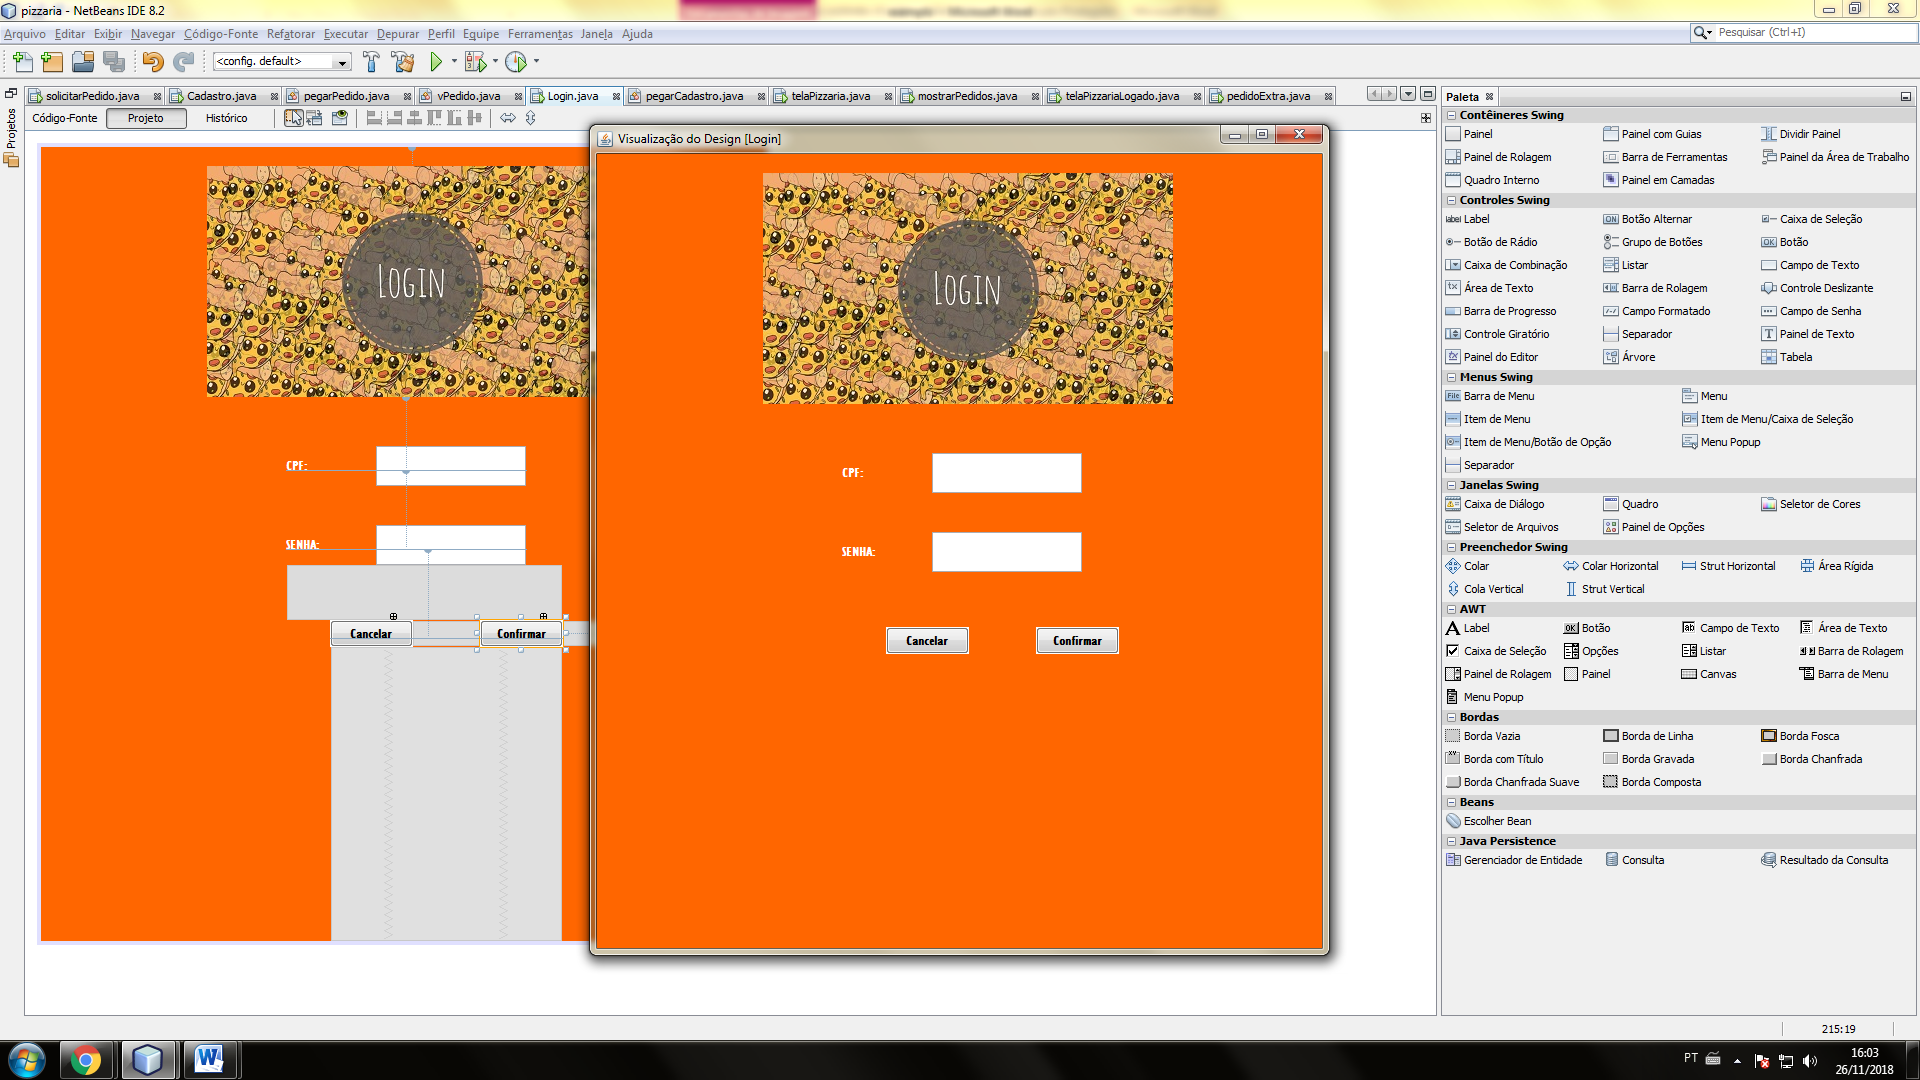 pizzaria - NetBeans IDE 8.2
Arquivo Editar Exibir Navegar Código-Fonte Refatorar Executar Depurar Perfil Equipe Ferramentas Janela Ajuda
Pesquisar (Ctrl+I)
<config. default>
solicitarPedido.java Cadastro.java pegarPedido.java vPedido.java Login.java pegarCadastro.java telaPizzaria.java mostrarPedidos.java telaPizzariaLogado.java pedidoExtra.java
Código-Fonte Projeto Histórico
Projetos
LOGIN
CPF:
SENHA:
Cancelar Confirmar
Visualização do Design [Login]
LOGIN
CPF:
SENHA:
Cancelar Confirmar
Paleta
Contêineres Swing
Painel Painel com Guias Dividir Painel
Painel de Rolagem Barra de Ferramentas Painel da Área de Trabalho
Quadro Interno Painel em Camadas
Controles Swing
label Label ON Botão Alternar Caixa de Seleção
Botão de Rádio Grupo de Botões OK Botão
Caixa de Combinação Listar Campo de Texto
Área de Texto Barra de Rolagem Controle Deslizante
Barra de Progresso Campo Formatado Campo de Senha
Controle Giratório Separador Painel de Texto
Painel do Editor Árvore Tabela
Menus Swing
File Barra de Menu Menu
Item de Menu Item de Menu/Caixa de Seleção
Item de Menu/Botão de Opção Menu Popup
Separador
Janelas Swing
Caixa de Diálogo Quadro Seletor de Cores
Seletor de Arquivos Painel de Opções
Preenchedor Swing
Colar Colar Horizontal Strut Horizontal Área Rígida
Cola Vertical Strut Vertical
AWT
Label OK Botão Campo de Texto Área de Texto
Caixa de Seleção Opções Listar Barra de Rolagem
Painel de Rolagem Painel Canvas Barra de Menu
Menu Popup
Bordas
Borda Vazia Borda de Linha Borda Fosca
Borda com Título Borda Gravada Borda Chanfrada
Borda Chanfrada Suave Borda Composta
Beans
Escolher Bean
Java Persistence
Gerenciador de Entidade Consulta Resultado da Consulta
215:19
PT
16:03
26/11/2018